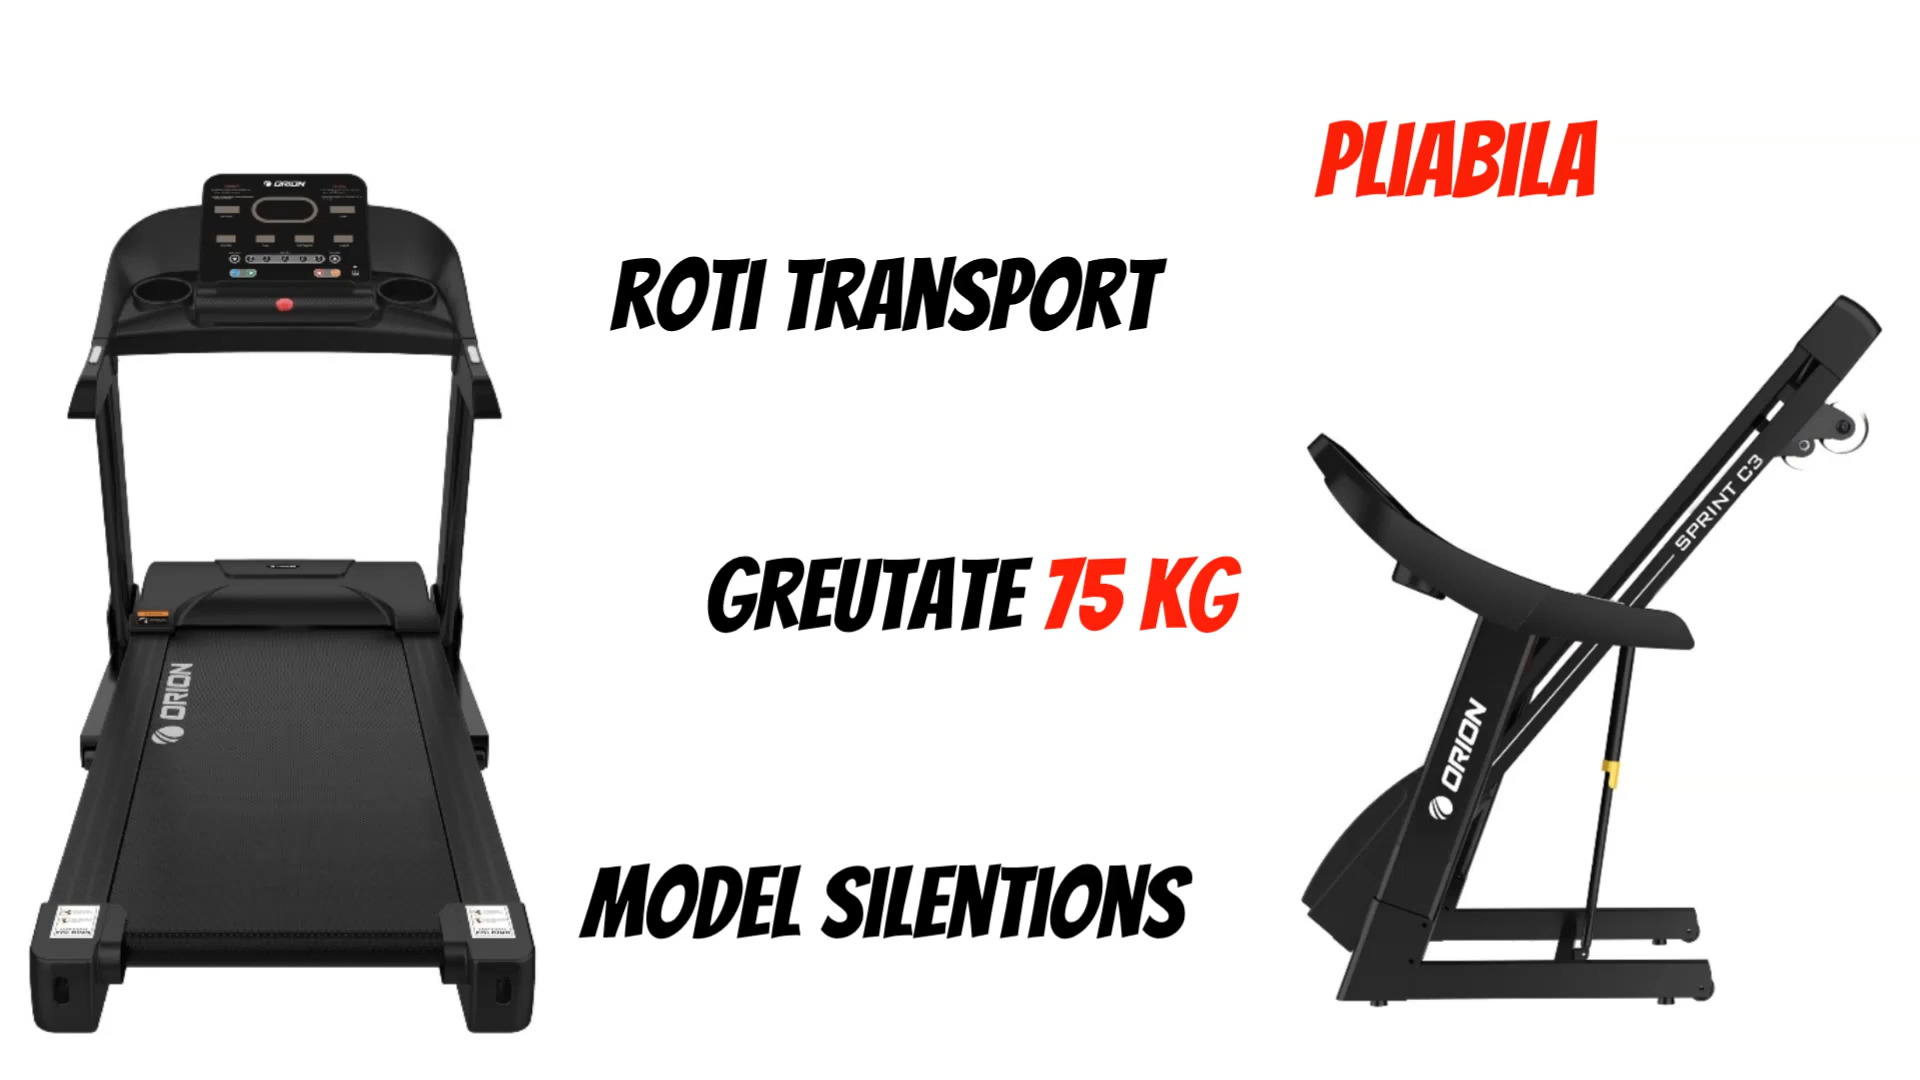 PLIABILA
ORION
ROTI TRANSPORT
SPRINT C3
GREUTATE 75 KG
ORION
ORION
MODEL SILENTIONS